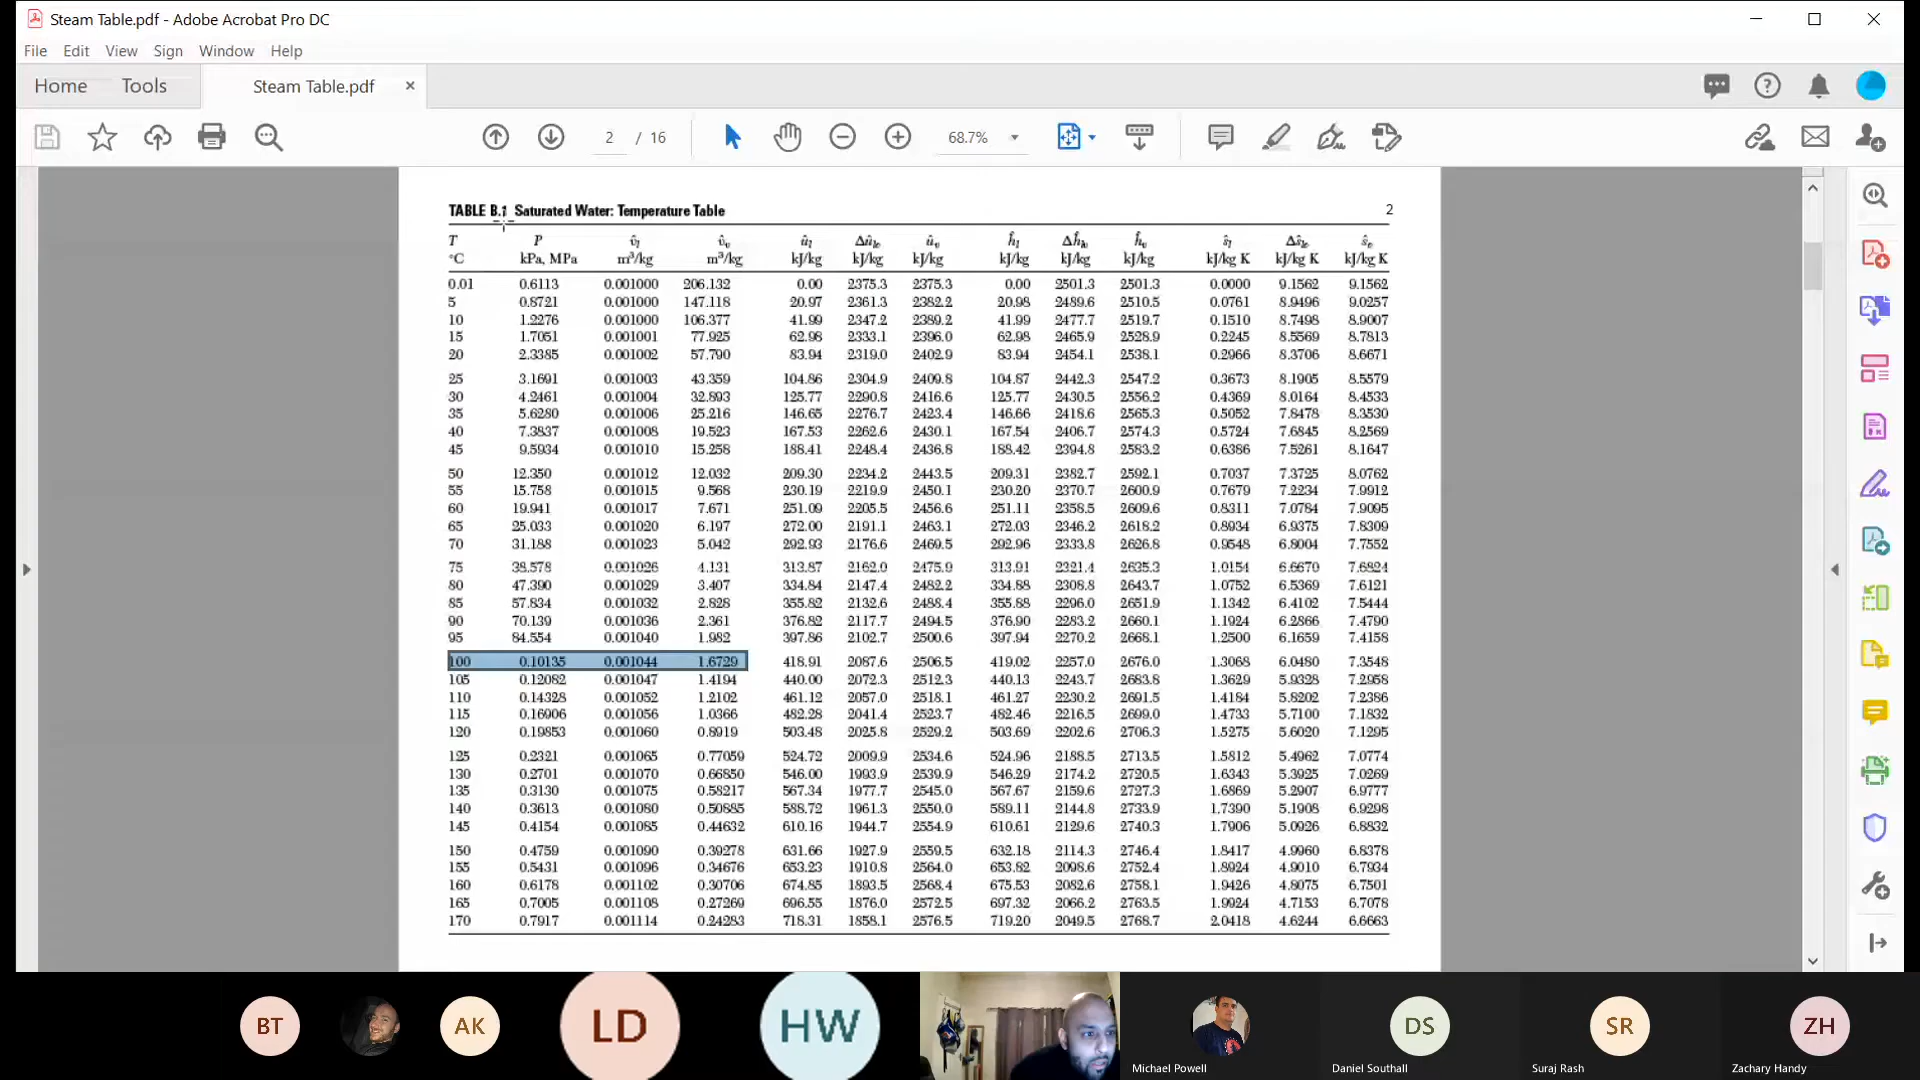 Steam Table.pdf - Adobe Acrobat Pro DC
File Edit View Sign Window Help
Home Tools Steam Table.pdf ×
2 / 16 68.7%
TABLE B.1 Saturated Water: Temperature Table 2
T P v̂l v̂v ûl Δûlv ûv ĥl Δĥlv ĥv ŝl Δŝlv ŝv
°C kPa, MPa m³/kg m³/kg kJ/kg kJ/kg kJ/kg kJ/kg kJ/kg kJ/kg kJ/kg K kJ/kg K kJ/kg K
0.01 0.6113 0.001000 206.132 0.00 2375.3 2375.3 0.00 2501.3 2501.3 0.0000 9.1562 9.1562
5 0.8721 0.001000 147.118 20.97 2361.3 2382.2 20.98 2489.6 2510.5 0.0761 8.9496 9.0257
10 1.2276 0.001000 106.377 41.99 2347.2 2389.2 41.99 2477.7 2519.7 0.1510 8.7498 8.9007
15 1.7051 0.001001 77.925 62.98 2333.1 2396.0 62.98 2465.9 2528.9 0.2245 8.5569 8.7813
20 2.3385 0.001002 57.790 83.94 2319.0 2402.9 83.94 2454.1 2538.1 0.2966 8.3706 8.6671
25 3.1691 0.001003 43.359 104.86 2304.9 2409.8 104.87 2442.3 2547.2 0.3673 8.1905 8.5579
30 4.2461 0.001004 32.893 125.77 2290.8 2416.6 125.77 2430.5 2556.2 0.4369 8.0164 8.4533
35 5.6280 0.001006 25.216 146.65 2276.7 2423.4 146.66 2418.6 2565.3 0.5052 7.8478 8.3530
40 7.3837 0.001008 19.523 167.53 2262.6 2430.1 167.54 2406.7 2574.3 0.5724 7.6845 8.2569
45 9.5934 0.001010 15.258 188.41 2248.4 2436.8 188.42 2394.8 2583.2 0.6386 7.5261 8.1647
50 12.350 0.001012 12.032 209.30 2234.2 2443.5 209.31 2382.7 2592.1 0.7037 7.3725 8.0762
55 15.758 0.001015 9.568 230.19 2219.9 2450.1 230.20 2370.7 2600.9 0.7679 7.2234 7.9912
60 19.941 0.001017 7.671 251.09 2205.5 2456.6 251.11 2358.5 2609.6 0.8311 7.0784 7.9095
65 25.033 0.001020 6.197 272.00 2191.1 2463.1 272.03 2346.2 2618.2 0.8934 6.9375 7.8309
70 31.188 0.001023 5.042 292.93 2176.6 2469.5 292.96 2333.8 2626.8 0.9548 6.8004 7.7552
75 38.578 0.001026 4.131 313.87 2162.0 2475.9 313.91 2321.4 2635.3 1.0154 6.6670 7.6824
80 47.390 0.001029 3.407 334.84 2147.4 2482.2 334.88 2308.8 2643.7 1.0752 6.5369 7.6121
85 57.834 0.001032 2.828 355.82 2132.6 2488.4 355.88 2296.0 2651.9 1.1342 6.4102 7.5444
90 70.139 0.001036 2.361 376.82 2117.7 2494.5 376.90 2283.2 2660.1 1.1924 6.2866 7.4790
95 84.554 0.001040 1.982 397.86 2102.7 2500.6 397.94 2270.2 2668.1 1.2500 6.1659 7.4158
100 0.10135 0.001044 1.6729 418.91 2087.6 2506.5 419.02 2257.0 2676.0 1.3068 6.0480 7.3548
105 0.12082 0.001047 1.4194 440.00 2072.3 2512.3 440.13 2243.7 2683.8 1.3629 5.9328 7.2958
110 0.14328 0.001052 1.2102 461.12 2057.0 2518.1 461.27 2230.2 2691.5 1.4184 5.8202 7.2386
115 0.16906 0.001056 1.0366 482.28 2041.4 2523.7 482.46 2216.5 2699.0 1.4733 5.7100 7.1832
120 0.19853 0.001060 0.8919 503.48 2025.8 2529.2 503.69 2202.6 2706.3 1.5275 5.6020 7.1295
125 0.2321 0.001065 0.77059 524.72 2009.9 2534.6 524.96 2188.5 2713.5 1.5812 5.4962 7.0774
130 0.2701 0.001070 0.66850 546.00 1993.9 2539.9 546.29 2174.2 2720.5 1.6343 5.3925 7.0269
135 0.3130 0.001075 0.58217 567.34 1977.7 2545.0 567.67 2159.6 2727.3 1.6869 5.2907 6.9777
140 0.3613 0.001080 0.50885 588.72 1961.3 2550.0 589.11 2144.8 2733.9 1.7390 5.1908 6.9298
145 0.4154 0.001085 0.44632 610.16 1944.7 2554.9 610.61 2129.6 2740.3 1.7906 5.0926 6.8832
150 0.4759 0.001090 0.39278 631.66 1927.9 2559.5 632.18 2114.3 2746.4 1.8417 4.9960 6.8378
155 0.5431 0.001096 0.34676 653.23 1910.8 2564.0 653.82 2098.6 2752.4 1.8924 4.9010 6.7934
160 0.6178 0.001102 0.30706 674.85 1893.5 2568.4 675.53 2082.6 2758.1 1.9426 4.8075 6.7501
165 0.7005 0.001108 0.27269 696.55 1876.0 2572.5 697.32 2066.2 2763.5 1.9924 4.7153 6.7078
170 0.7917 0.001114 0.24283 718.31 1858.1 2576.5 719.20 2049.5 2768.7 2.0418 4.6244 6.6663
BT AK LD HW DS SR ZH
Michael Powell Daniel Southall Suraj Rash Zachary Handy